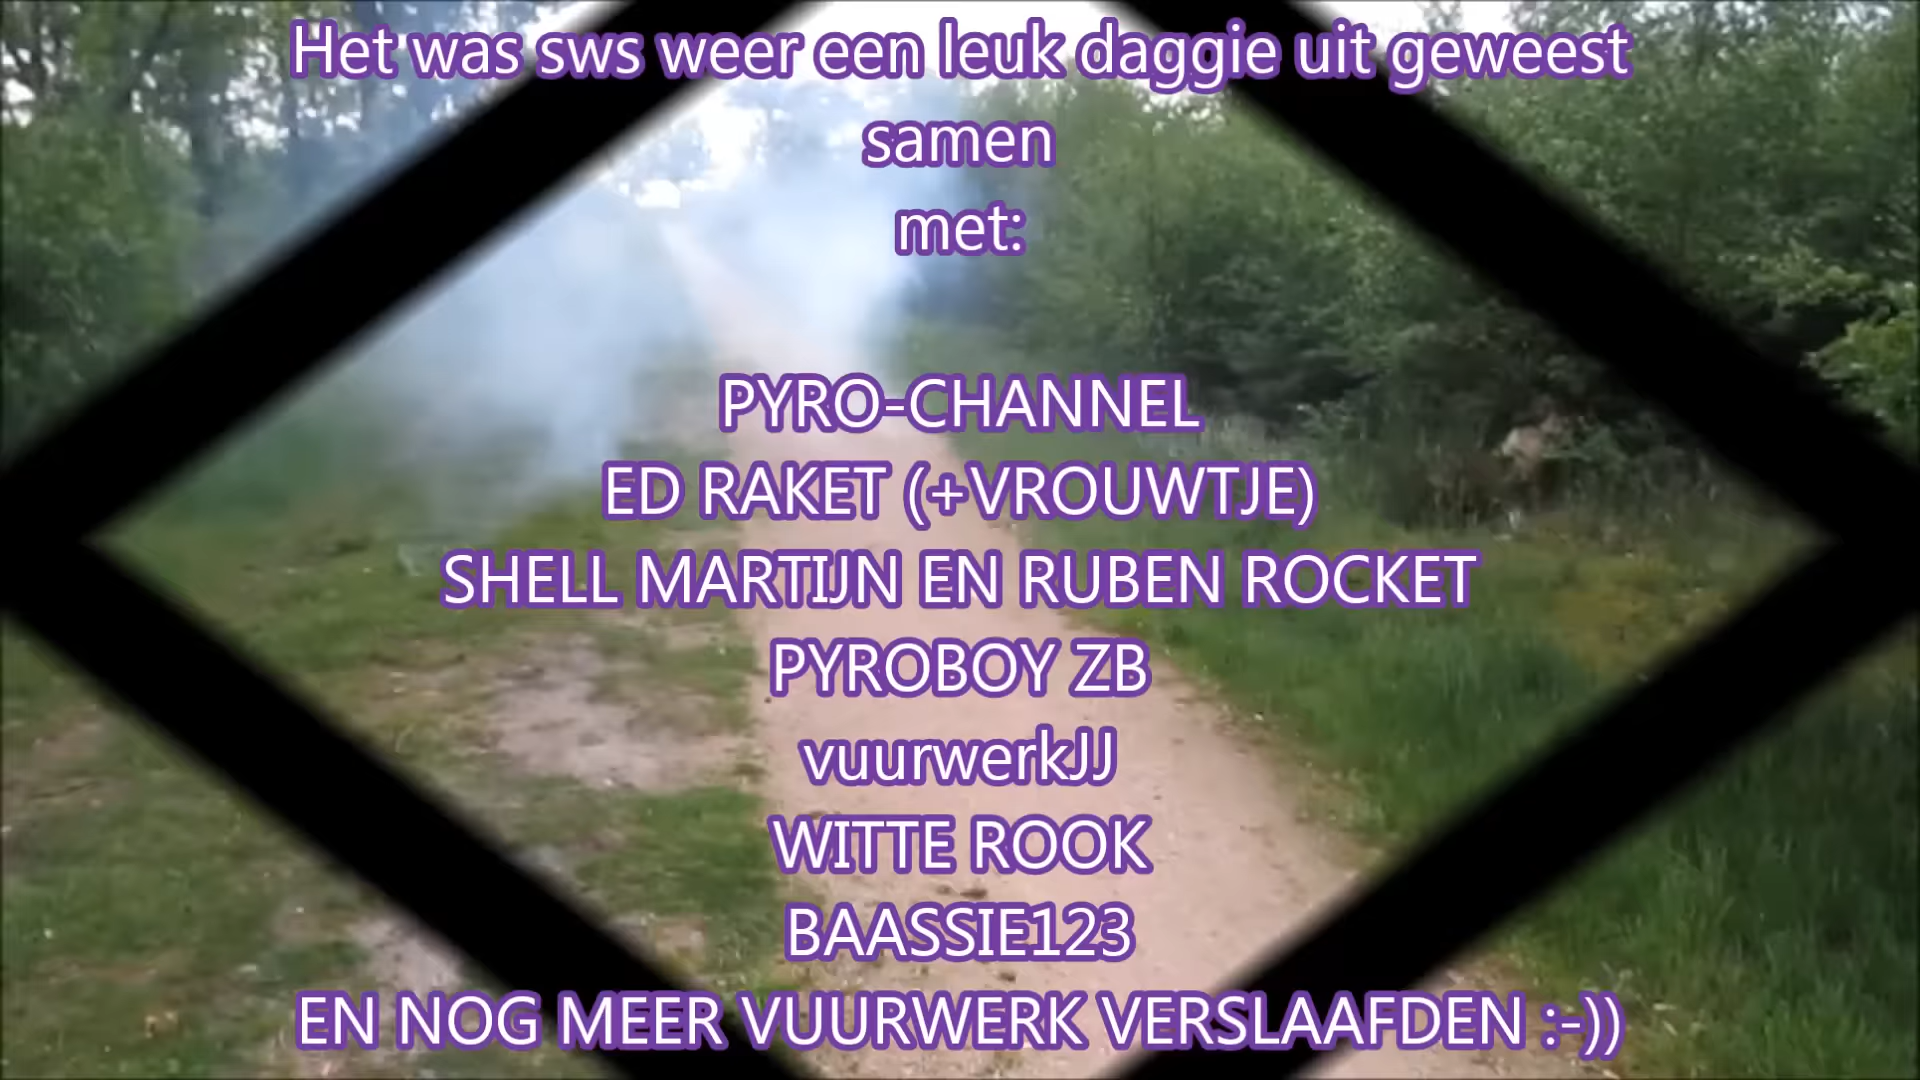 Het was sws weer een leuk daggie uit geweest
samen
met:
PYRO-CHANNEL
ED RAKET (+VROUWTJE)
SHELL MARTIJN EN RUBEN ROCKET
PYROBOY ZB
vuurwerkJJ
WITTE ROOK
BAASSIE123
EN NOG MEER VUURWERK VERSLAAFDEN :-))